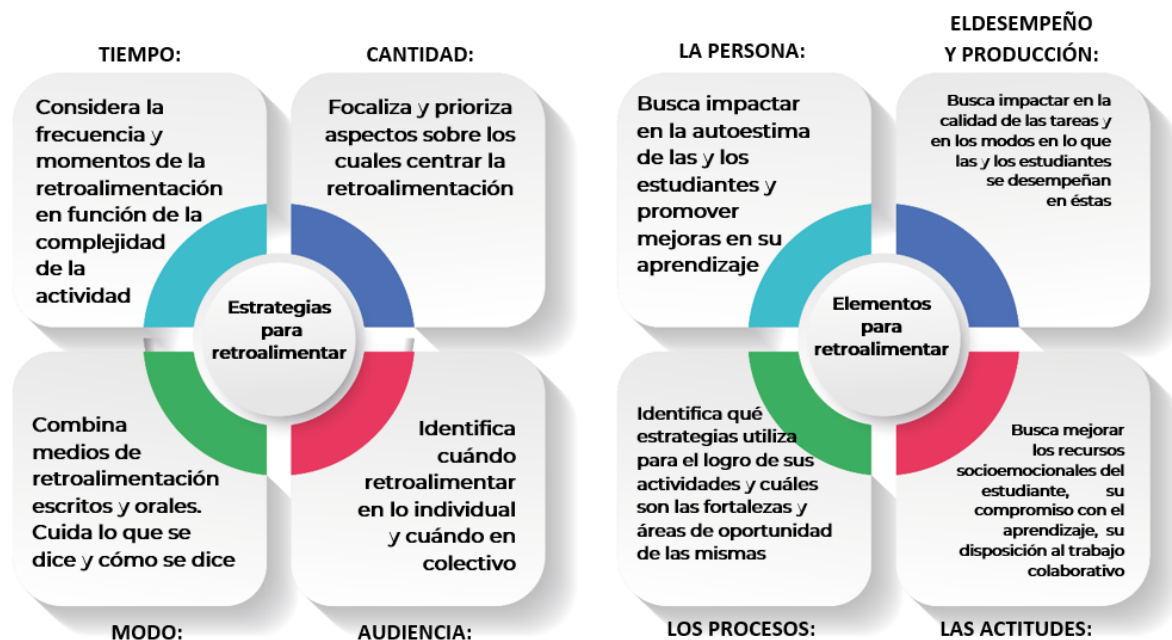 TIEMPO:
Considera la
frecuencia y
momentos de la
retroalimentación
en función de la
complejidad
de la
actividad
CANTIDAD:
Focaliza y prioriza
aspectos sobre los
cuales centrar la
retroalimentación
Estrategias
para
retroalimentar
Combina
medios de
retroalimentación
escritos y orales.
Cuida lo que se
dice y cómo se dice
MODO:
Identifica
cuándo
retroalimentar
en lo individual
y cuándo en
colectivo
AUDIENCIA:
LA PERSONA:
Busca impactar
en la autoestima
de las y los
estudiantes y
promover
mejoras en su
aprendizaje
ELDESEMPEÑO
Y PRODUCCIÓN:
Busca impactar en la
calidad de las tareas y
en los modos en lo que
las y los estudiantes
se desempeñan
en éstas
Elementos
para
retroalimentar
Identifica qué
estrategias utiliza
para el logro de sus
actividades y cuáles
son las fortalezas y
áreas de oportunidad
de las mismas
LOS PROCESOS:
Busca mejorar
los recursos
socioemocionales del
estudiante, su
compromiso con el
aprendizaje, su
disposición al trabajo
colaborativo
LAS ACTITUDES: